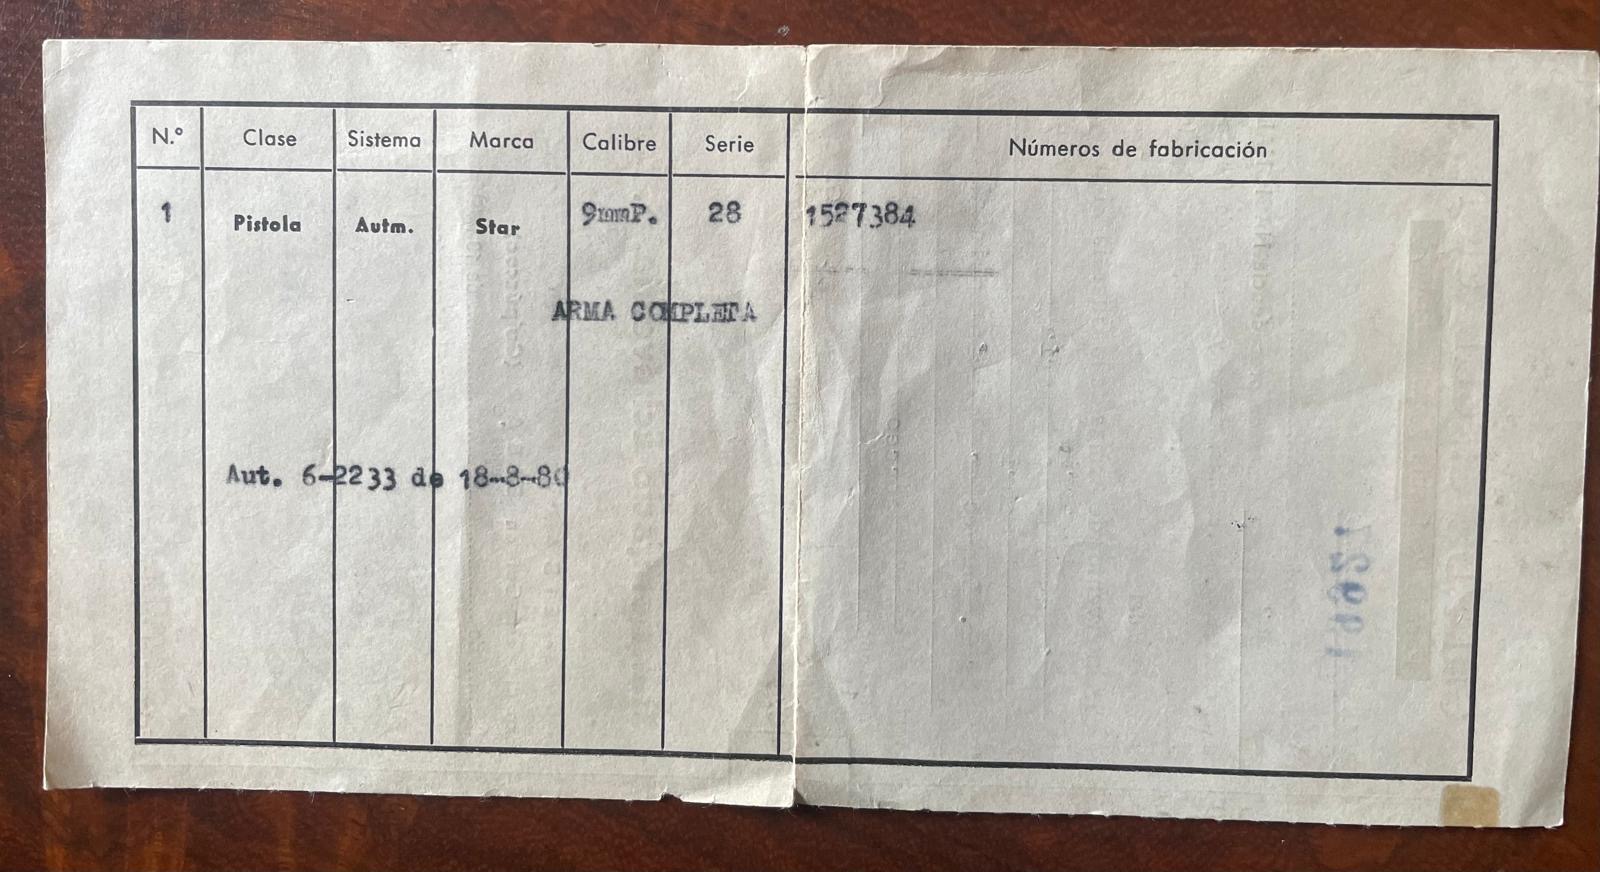 N.º Clase Sistema Marca Calibre Serie Números de fabricación
1 Pistola Autm. Star 9mmP. 28 1527384
ARMA COMPLETA
Aut. 6-2233 de 18-8-80